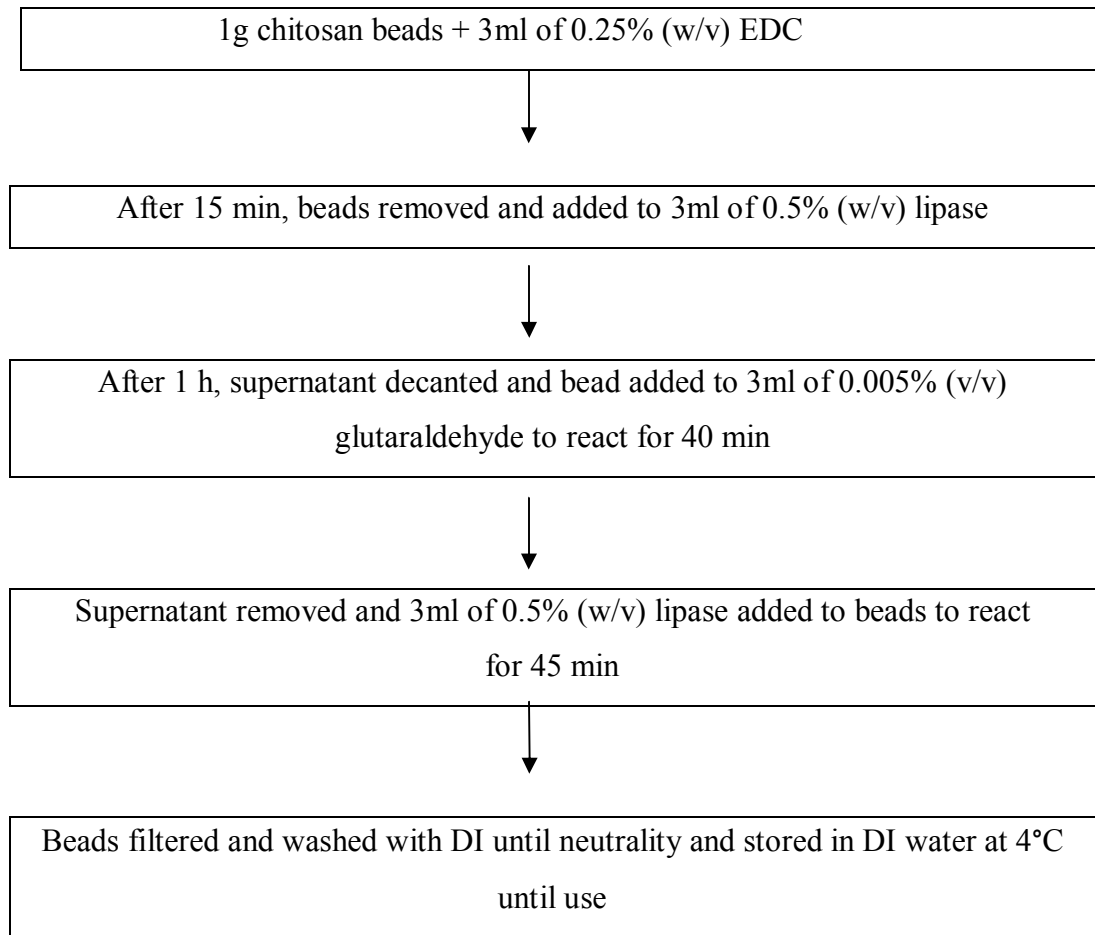 1g chitosan beads + 3ml of 0.25% (w/v) EDC
After 15 min, beads removed and added to 3ml of 0.5% (w/v) lipase
After 1 h, supernatant decanted and bead added to 3ml of 0.005% (v/v)
glutaraldehyde to react for 40 min
Supernatant removed and 3ml of 0.5% (w/v) lipase added to beads to react
for 45 min
Beads filtered and washed with DI until neutrality and stored in DI water at 4°C
until use